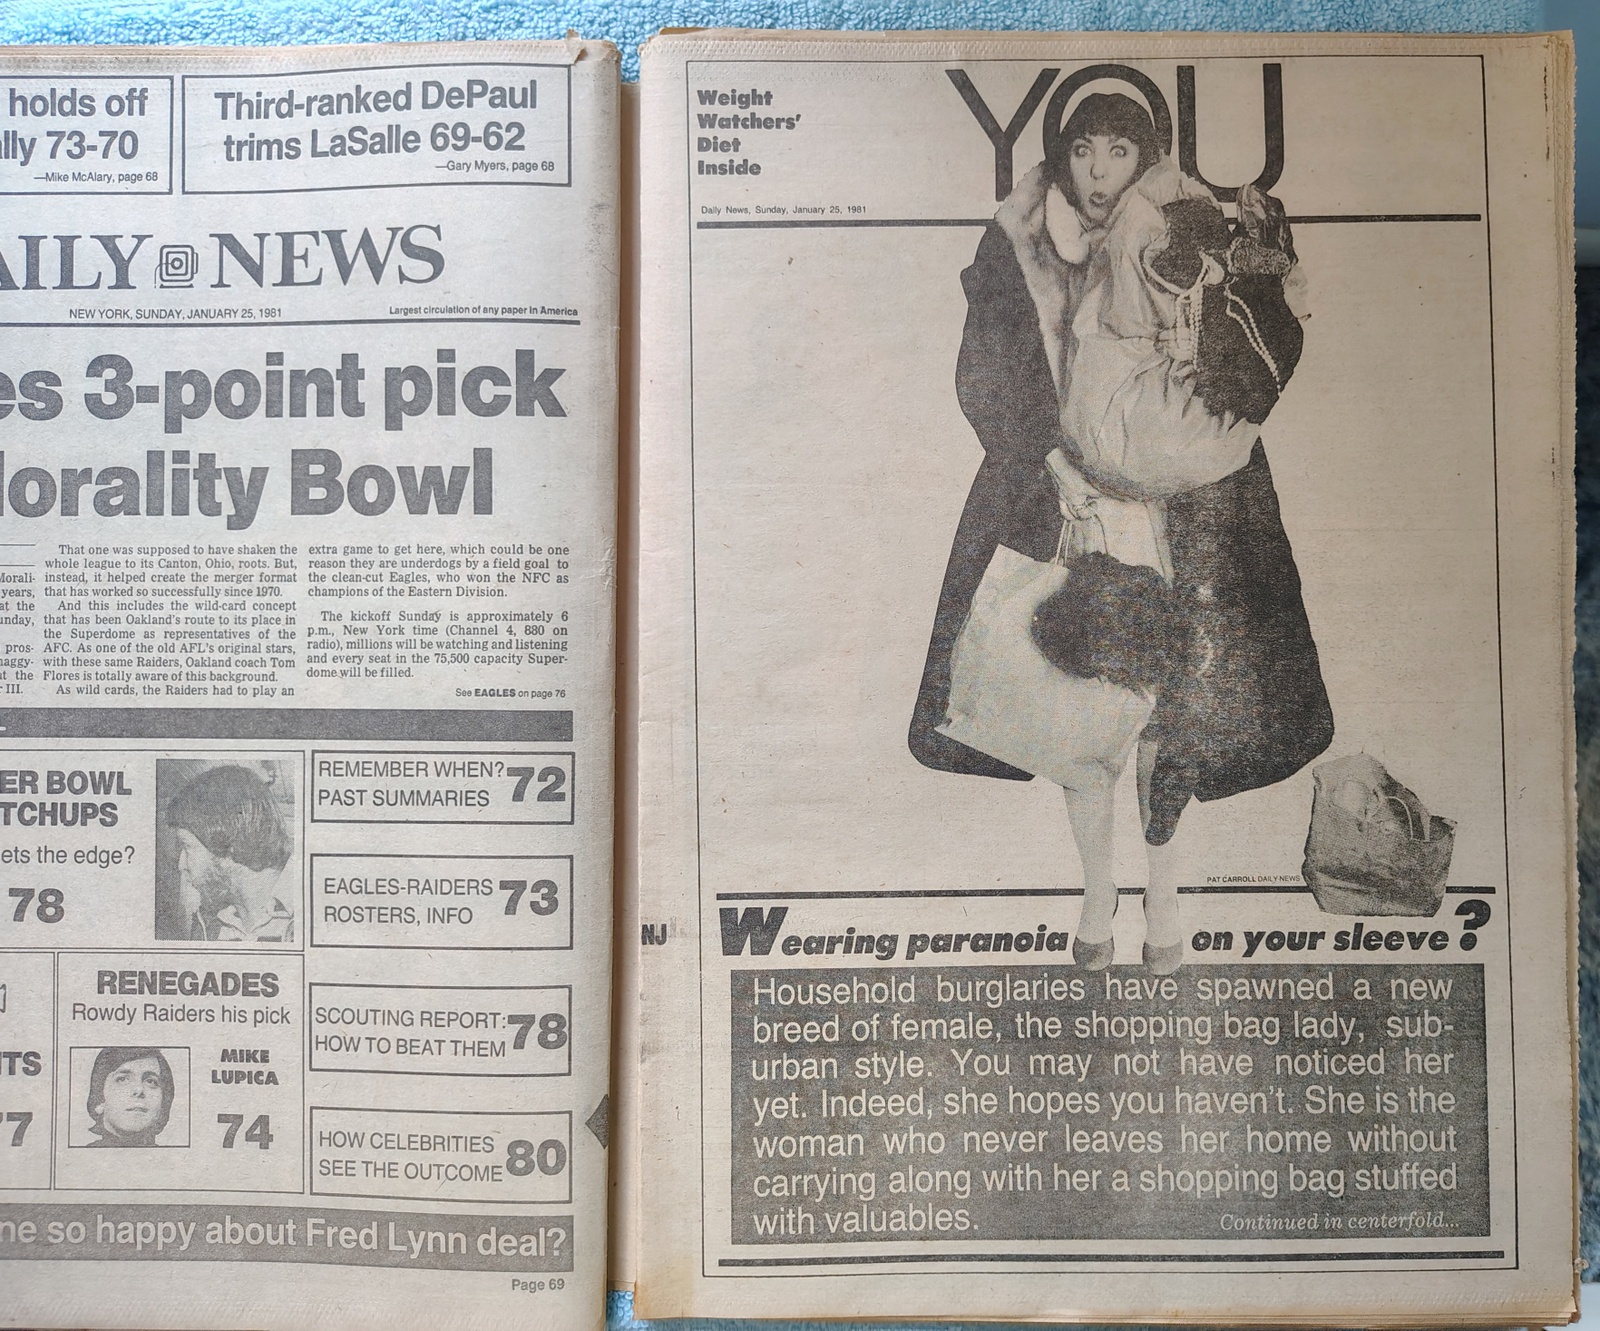 holds off
73-70
—Mike McAlary, page 68
Third-ranked DePaul
trims LaSalle 69-62
—Gary Myers, page 68
NEWS
NEW YORK, SUNDAY, JANUARY 25, 1981
Largest circulation of any paper in America
3-point pick
Bowl
That one was supposed to have shaken the
whole league to its Canton, Ohio, roots. But,
instead, it helped create the merger format
that has worked so successfully since 1970.
And this includes the wild-card concept
that has been Oakland's route to its place in
the Superdome as representatives of the
AFC. As one of the old AFL's original stars,
with these same Raiders, Oakland coach Tom
Flores is totally aware of this background.
As wild cards, the Raiders had to play an
years,
at the
pros-
the
III.
extra game to get here, which could be one
reason they are underdogs by a field goal to
the clean-cut Eagles, who won the NFC as
champions of the Eastern Division.
The kickoff Sunday is approximately 6
p.m., New York time (Channel 4, 880 on
radio), millions will be watching and listening
and every seat in the 75,500 capacity Super-
dome will be filled.
See EAGLES on page 76
BOWL
the edge?
78
REMEMBER WHEN?
PAST SUMMARIES
72
EAGLES-RAIDERS
ROSTERS, INFO
73
RENEGADES
Rowdy Raiders his pick
MIKE
LUPICA
74
SCOUTING REPORT:
HOW TO BEAT THEM
78
HOW CELEBRITIES
SEE THE OUTCOME
80
so happy about Fred Lynn deal?
Page 69
NJ
Weight
Watchers'
Diet
Inside
YOU
Daily News, Sunday, January 25, 1981
PAT CARROLL DAILY NEWS
Wearing paranoia on your sleeve?
Household burglaries have spawned a new
breed of female, the shopping bag lady, sub-
urban style. You may not have noticed her
yet. Indeed, she hopes you haven't. She is the
woman who never leaves her home without
carrying along with her a shopping bag stuffed
with valuables.
Continued in centerfold...